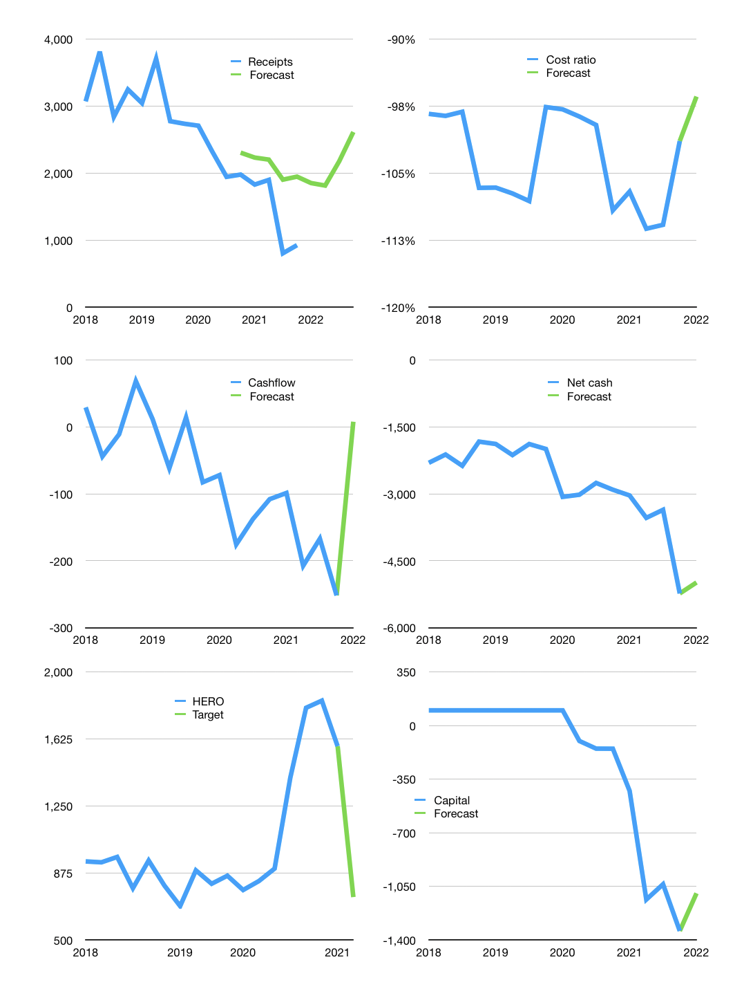 4,000
3,000
2,000
1,000
0
Receipts
Forecast
2018 2019 2020 2021 2022
-90%
-98%
-105%
-113%
-120%
Cost ratio
Forecast
2018 2019 2020 2021 2022
100
0
-100
-200
-300
Cashflow
Forecast
2018 2019 2020 2021 2022
0
-1,500
-3,000
-4,500
-6,000
Net cash
Forecast
2018 2019 2020 2021 2022
2,000
1,625
1,250
875
500
HERO
Target
2018 2019 2020 2021
350
0
-350
-700
-1,050
-1,400
Capital
Forecast
2018 2019 2020 2021 2022